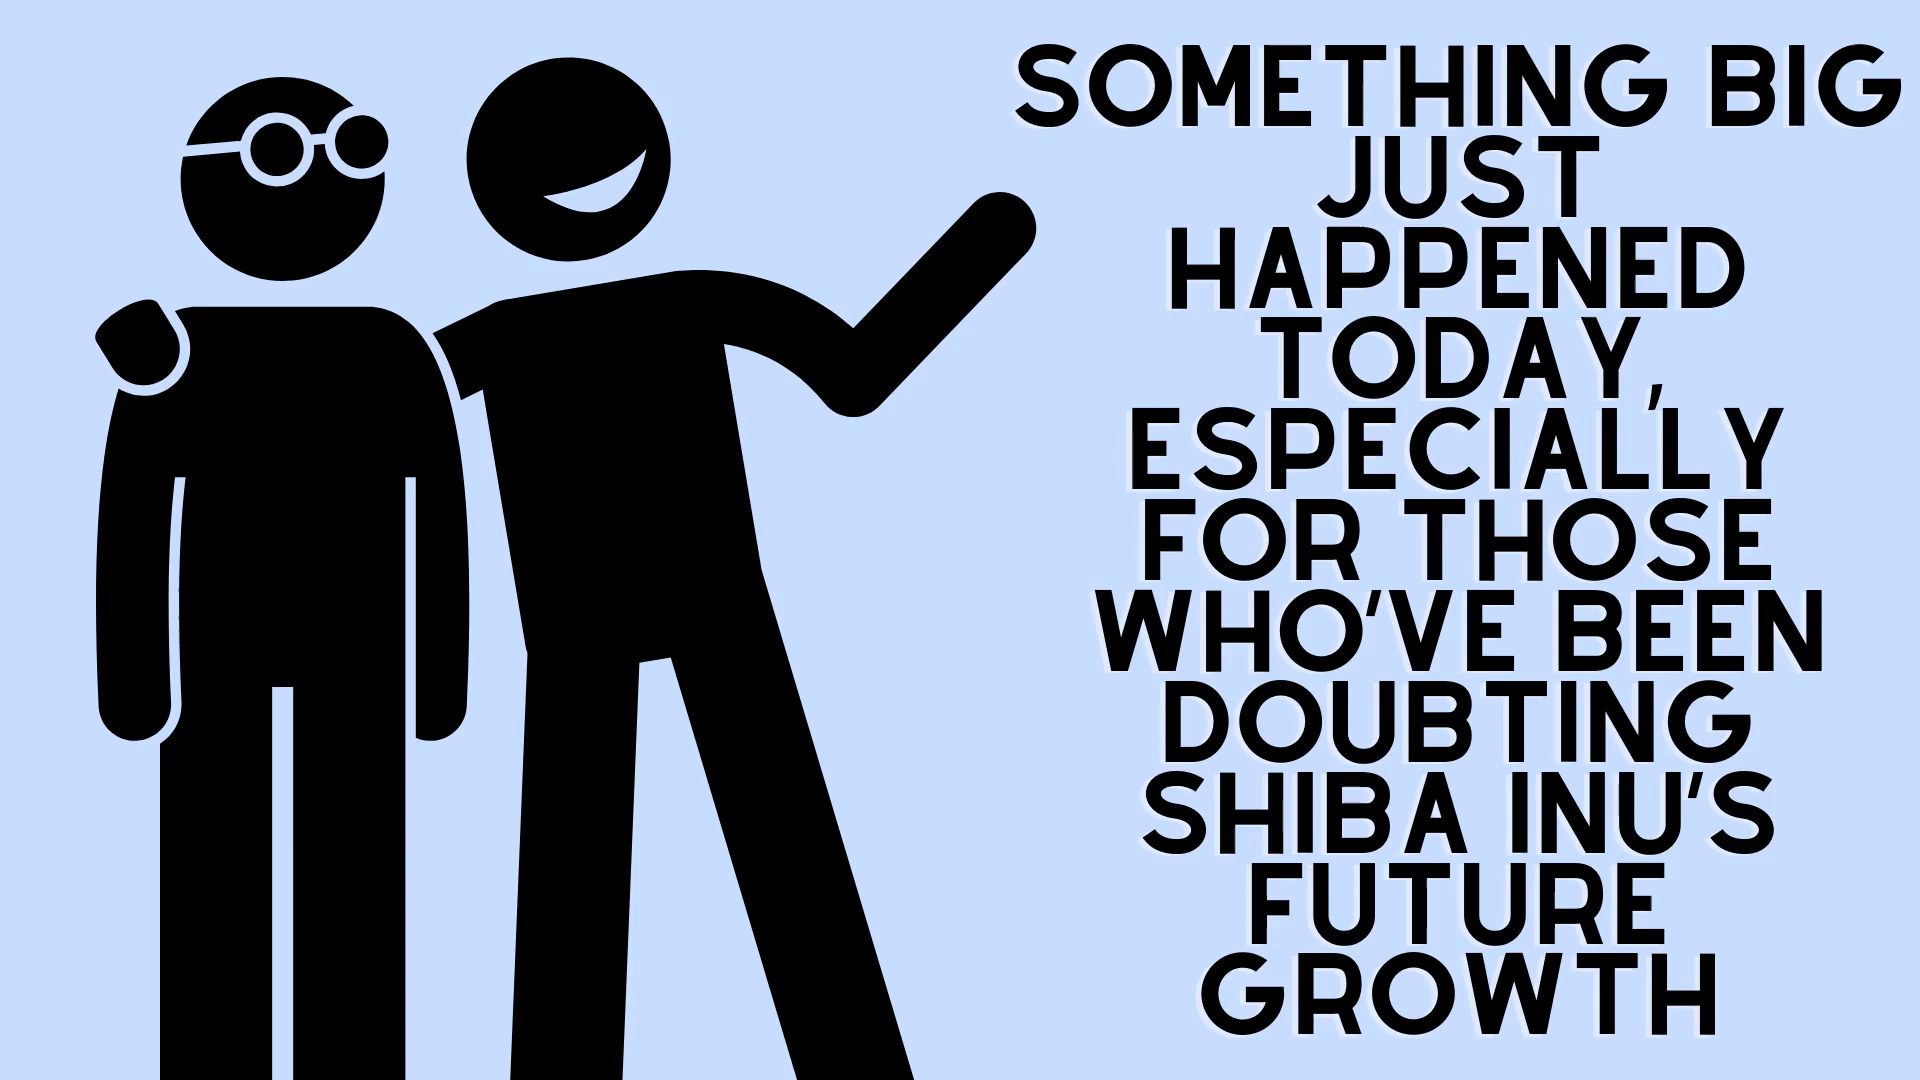 SOMETHING BIG
JUST
HAPPENED
TODAY,
ESPECIALLY
FOR THOSE
WHO'VE BEEN
DOUBTING
SHIBA INU'S
FUTURE
GROWTH